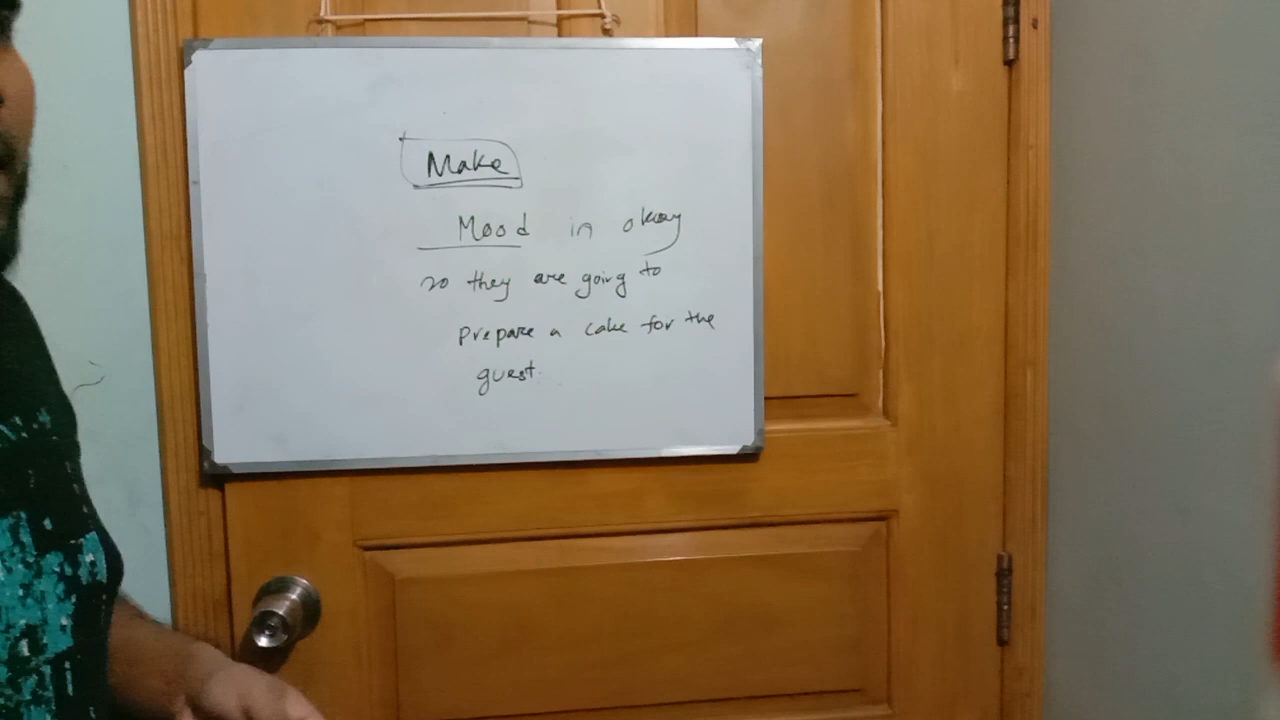 Make
Mood in okay
so they are going to
prepare a cake for the
guest.